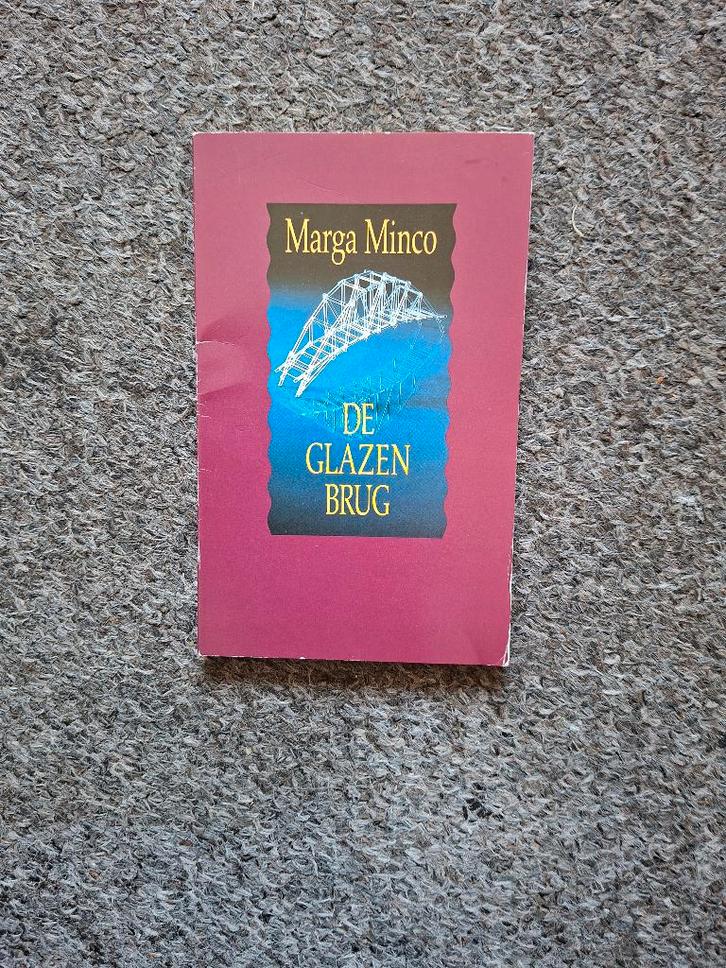 Marga Minco
DE
GLAZEN
BRUG